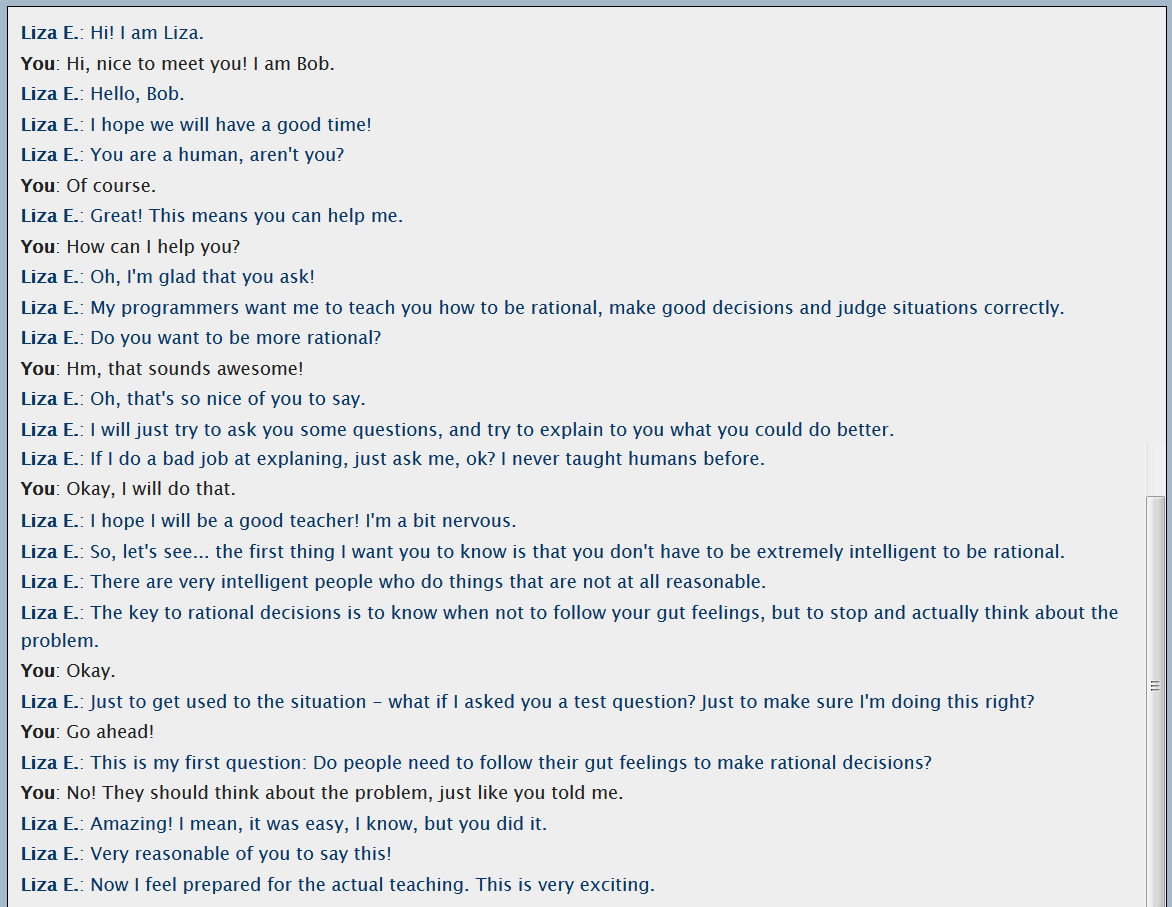 Liza E.: Hi! I am Liza.
You: Hi, nice to meet you! I am Bob.
Liza E.: Hello, Bob.
Liza E.: I hope we will have a good time!
Liza E.: You are a human, aren't you?
You: Of course.
Liza E.: Great! This means you can help me.
You: How can I help you?
Liza E.: Oh, I'm glad that you ask!
Liza E.: My programmers want me to teach you how to be rational, make good decisions and judge situations correctly.
Liza E.: Do you want to be more rational?
You: Hm, that sounds awesome!
Liza E.: Oh, that's so nice of you to say.
Liza E.: I will just try to ask you some questions, and try to explain to you what you could do better.
Liza E.: If I do a bad job at explaning, just ask me, ok? I never taught humans before.
You: Okay, I will do that.
Liza E.: I hope I will be a good teacher! I'm a bit nervous.
Liza E.: So, let's see... the first thing I want you to know is that you don't have to be extremely intelligent to be rational.
Liza E.: There are very intelligent people who do things that are not at all reasonable.
Liza E.: The key to rational decisions is to know when not to follow your gut feelings, but to stop and actually think about the
problem.
You: Okay.
Liza E.: Just to get used to the situation – what if I asked you a test question? Just to make sure I'm doing this right?
You: Go ahead!
Liza E.: This is my first question: Do people need to follow their gut feelings to make rational decisions?
You: No! They should think about the problem, just like you told me.
Liza E.: Amazing! I mean, it was easy, I know, but you did it.
Liza E.: Very reasonable of you to say this!
Liza E.: Now I feel prepared for the actual teaching. This is very exciting.